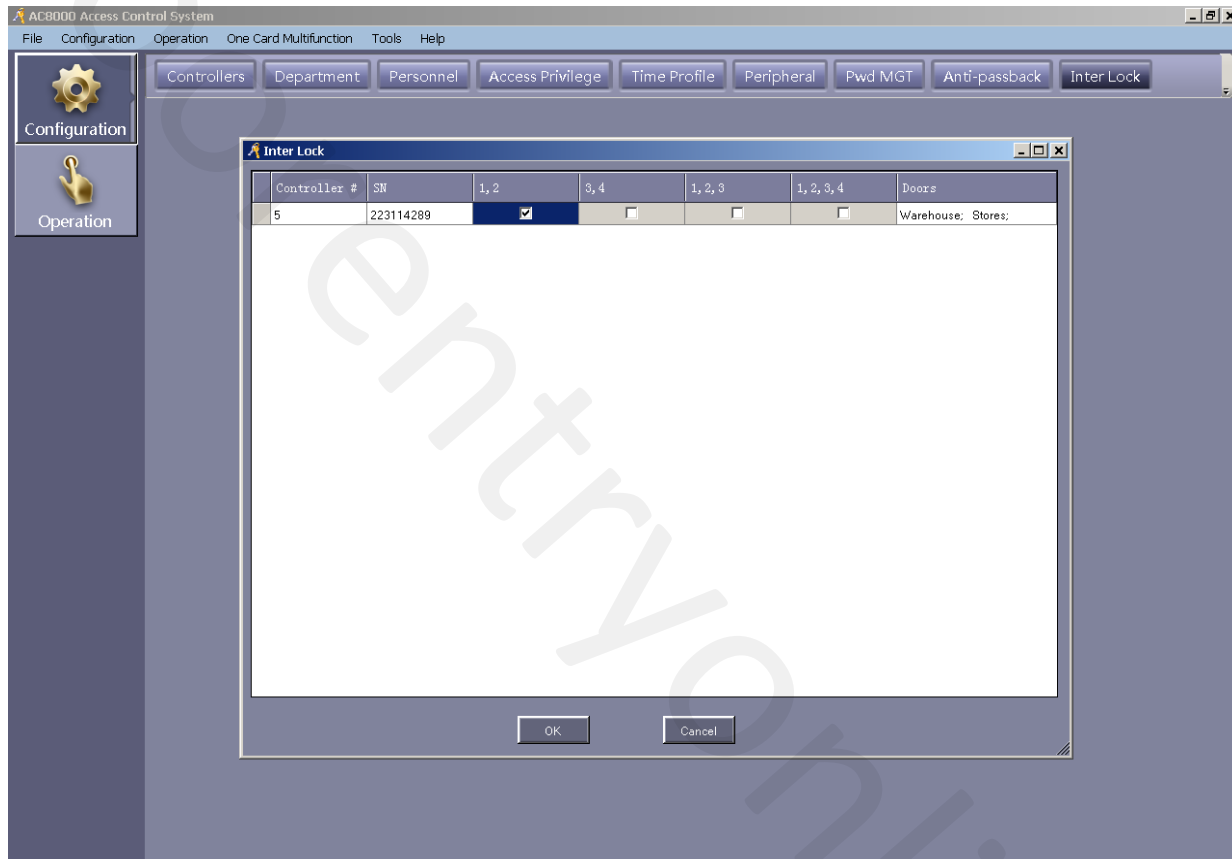 AC8000 Access Control System
File Configuration Operation One Card Multifunction Tools Help
Controllers Department Personnel Access Privilege Time Profile Peripheral Pwd MGT Anti-passback Inter Lock
Configuration
Operation
Inter Lock
Controller # SN 1,2 3,4 1,2,3 1,2,3,4 Doors
5 223114289 Warehouse; Stores;
OK Cancel
entryonli